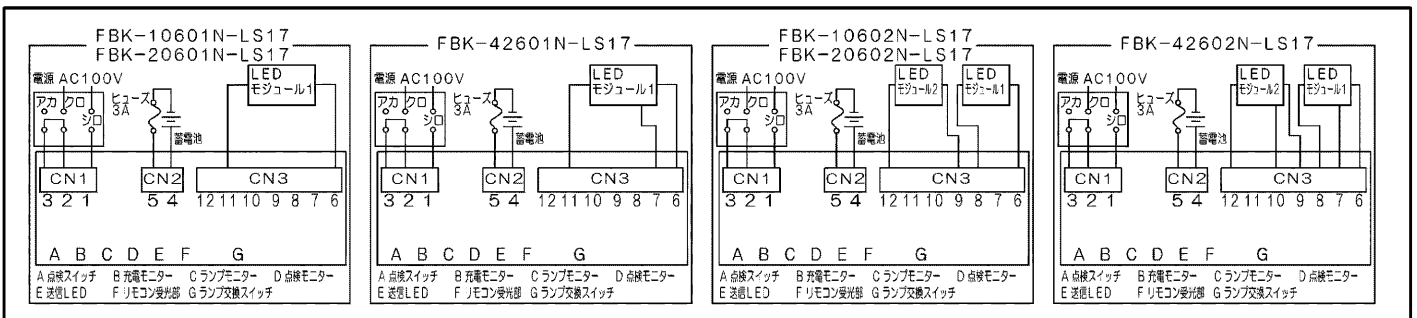 FBK-10601N-LS17
FBK-20601N-LS17
電源 AC100V
アカ クロ
シロ
ヒューズ
3A
蓄電池
LED
モジュール1
CN1
CN2
CN3
3 2 1
5 4
12 11 10 9 8 7 6
A B C D E F G
A 点検スイッチ B 充電モニター C ランプモニター D 点検モニター
E 送信LED F リモコン受光部 G ランプ交換スイッチ
FBK-42601N-LS17
電源 AC100V
アカ クロ
シロ
ヒューズ
3A
蓄電池
LED
モジュール1
CN1
CN2
CN3
3 2 1
5 4
12 11 10 9 8 7 6
A B C D E F G
A 点検スイッチ B 充電モニター C ランプモニター D 点検モニター
E 送信LED F リモコン受光部 G ランプ交換スイッチ
FBK-10602N-LS17
FBK-20602N-LS17
電源 AC100V
アカ クロ
シロ
ヒューズ
3A
蓄電池
LED
モジュール2
LED
モジュール1
CN1
CN2
CN3
3 2 1
5 4
12 11 10 9 8 7 6
A B C D E F G
A 点検スイッチ B 充電モニター C ランプモニター D 点検モニター
E 送信LED F リモコン受光部 G ランプ交換スイッチ
FBK-42602N-LS17
電源 AC100V
アカ クロ
シロ
ヒューズ
3A
蓄電池
LED
モジュール2
LED
モジュール1
CN1
CN2
CN3
3 2 1
5 4
12 11 10 9 8 7 6
A B C D E F G
A 点検スイッチ B 充電モニター C ランプモニター D 点検モニター
E 送信LED F リモコン受光部 G ランプ交換スイッチ